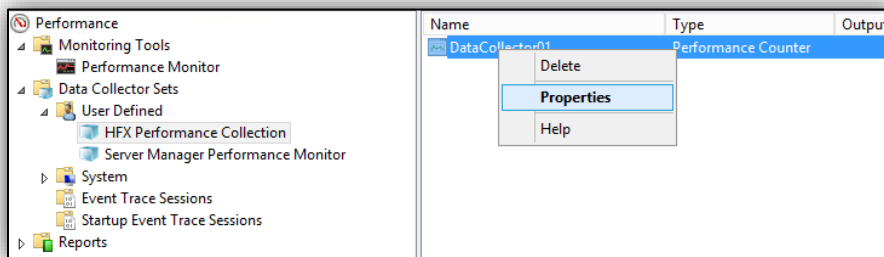 Performance
Monitoring Tools
Performance Monitor
Data Collector Sets
User Defined
HFX Performance Collection
Server Manager Performance Monitor
System
Event Trace Sessions
Startup Event Trace Sessions
Reports
Name Type Output
DataCollector01 Performance Counter
Delete
Properties
Help